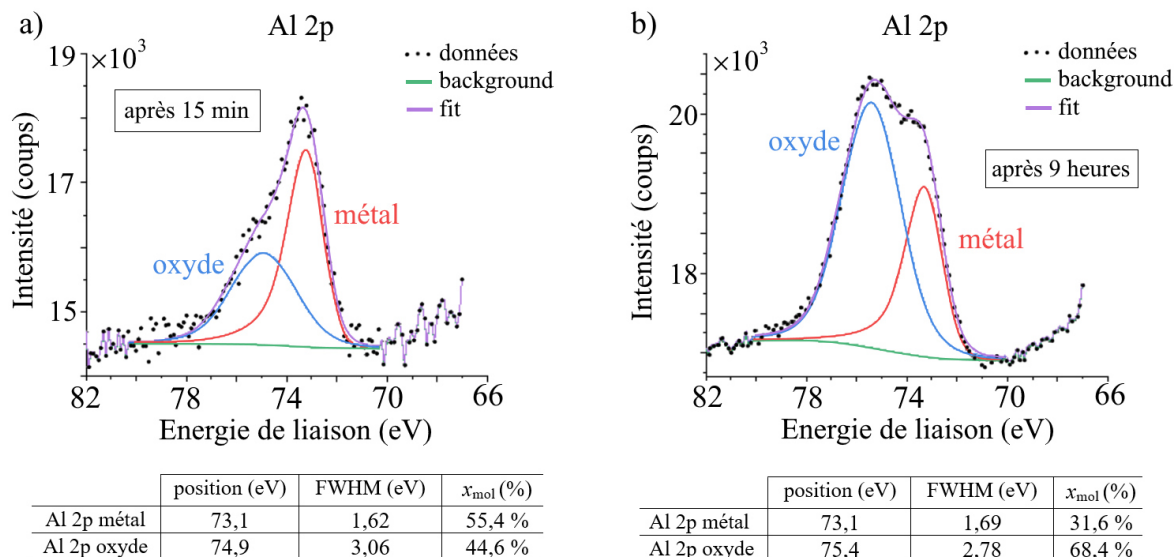 a)
Al 2p
19
×10³
données
background
fit
après 15 min
17
métal
oxyde
15
Intensité (coups)
82 78 74 70 66
Energie de liaison (eV)
position (eV) FWHM (eV) xmol (%)
Al 2p métal 73,1 1,62 55,4 %
Al 2p oxyde 74,9 3,06 44,6 %
b)
Al 2p
×10³
données
background
fit
20
oxyde
après 9 heures
métal
18
Intensité (coups)
82 78 74 70 66
Energie de liaison (eV)
position (eV) FWHM (eV) xmol (%)
Al 2p métal 73,1 1,69 31,6 %
Al 2p oxyde 75,4 2,78 68,4 %